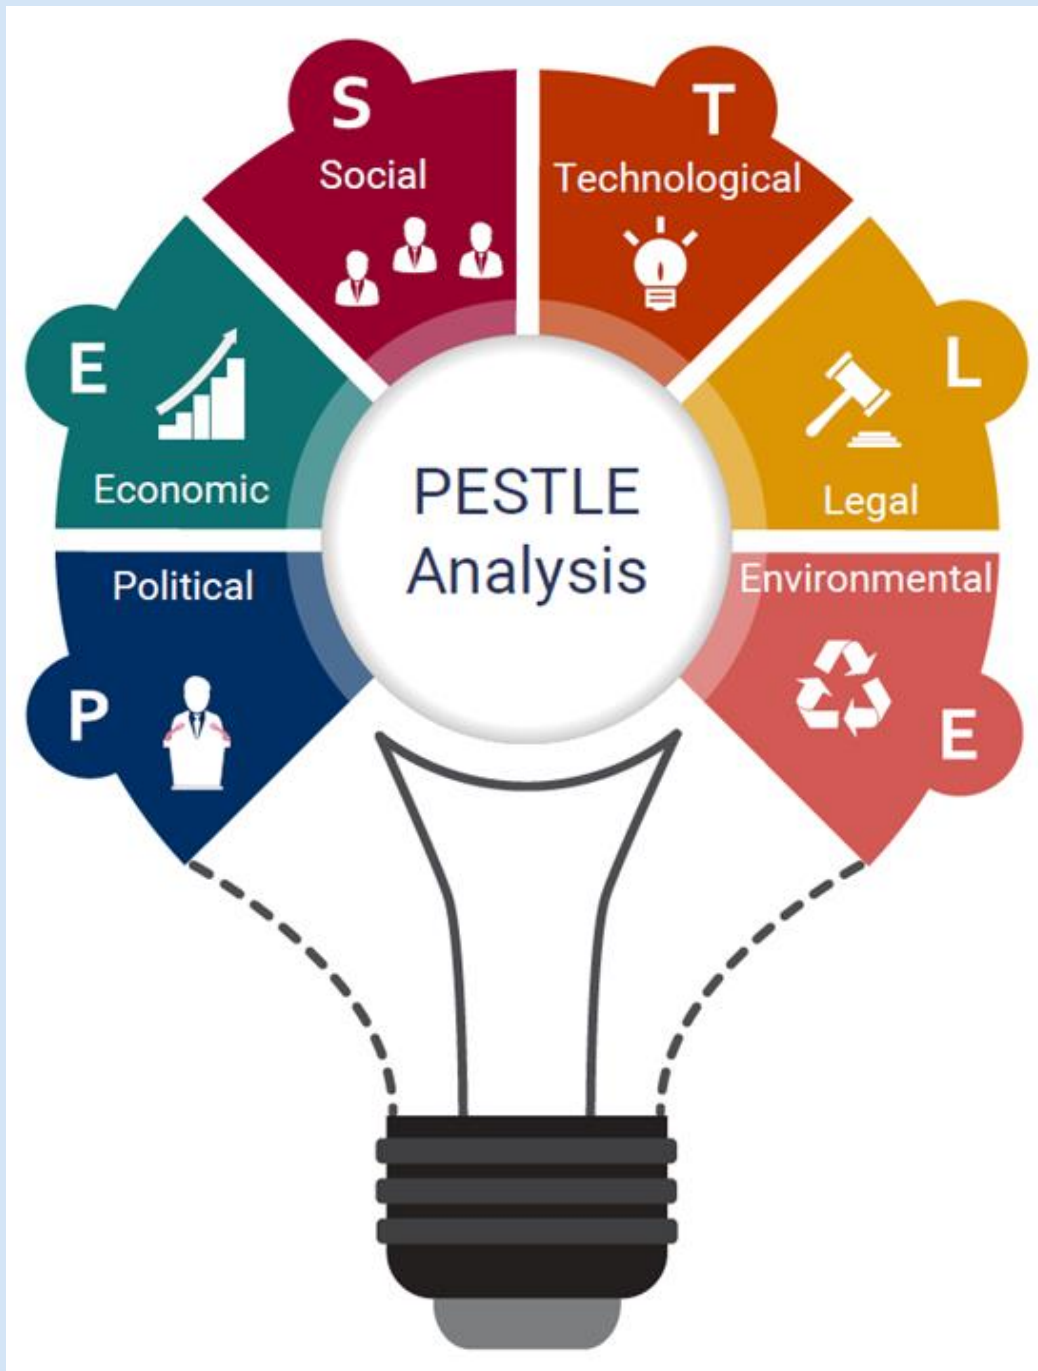 P
Political
E
Economic
S
Social
T
Technological
L
Legal
E
Environmental
PESTLE
Analysis